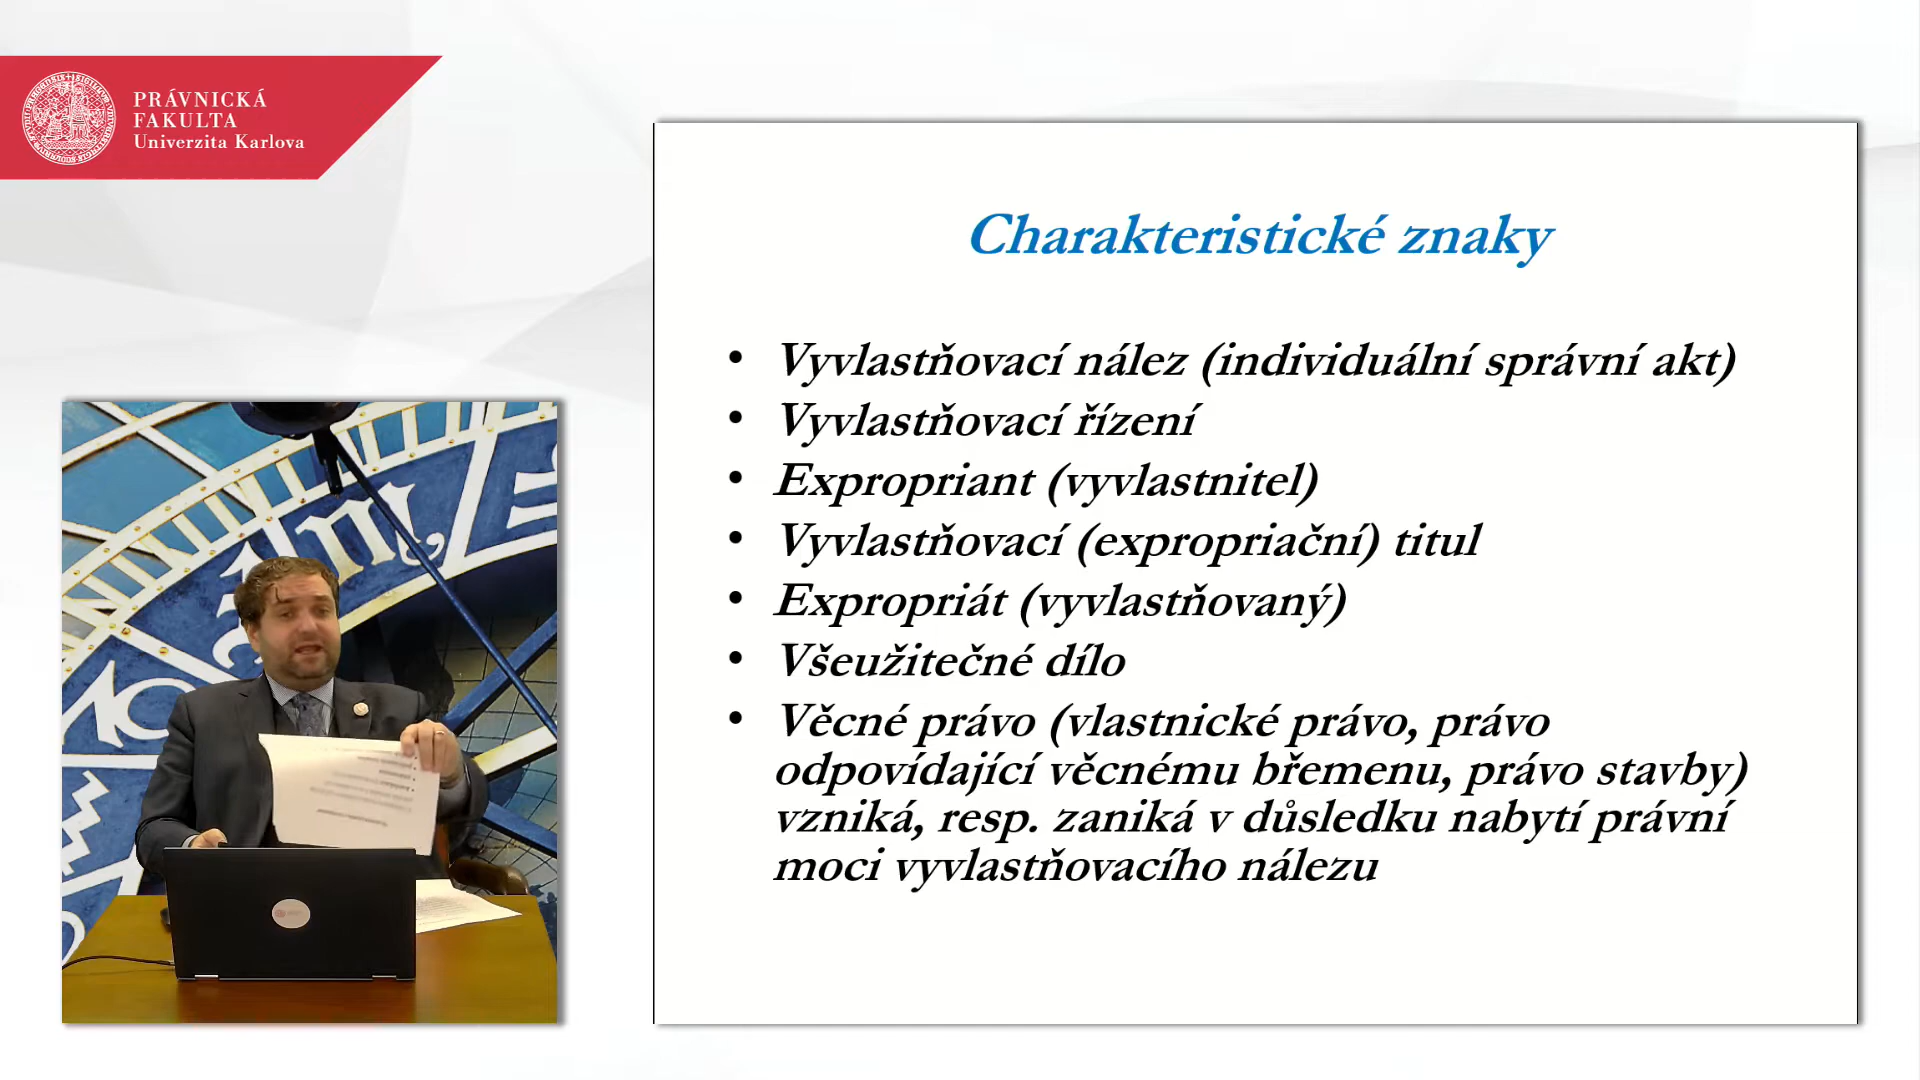 PRÁVNICKÁ
FAKULTA
Univerzita Karlova
Charakteristické znaky
• Vyvlastňovací nález (individuální správní akt)
• Vyvlastňovací řízení
• Expropriant (vyvlastnitel)
• Vyvlastňovací (expropriační) titul
• Expropriát (vyvlastňovaný)
• Všeužitečné dílo
• Věcné právo (vlastnické právo, právo
odpovídající věcnému břemenu, právo stavby)
vzniká, resp. zaniká v důsledku nabytí právní
moci vyvlastňovacího nálezu